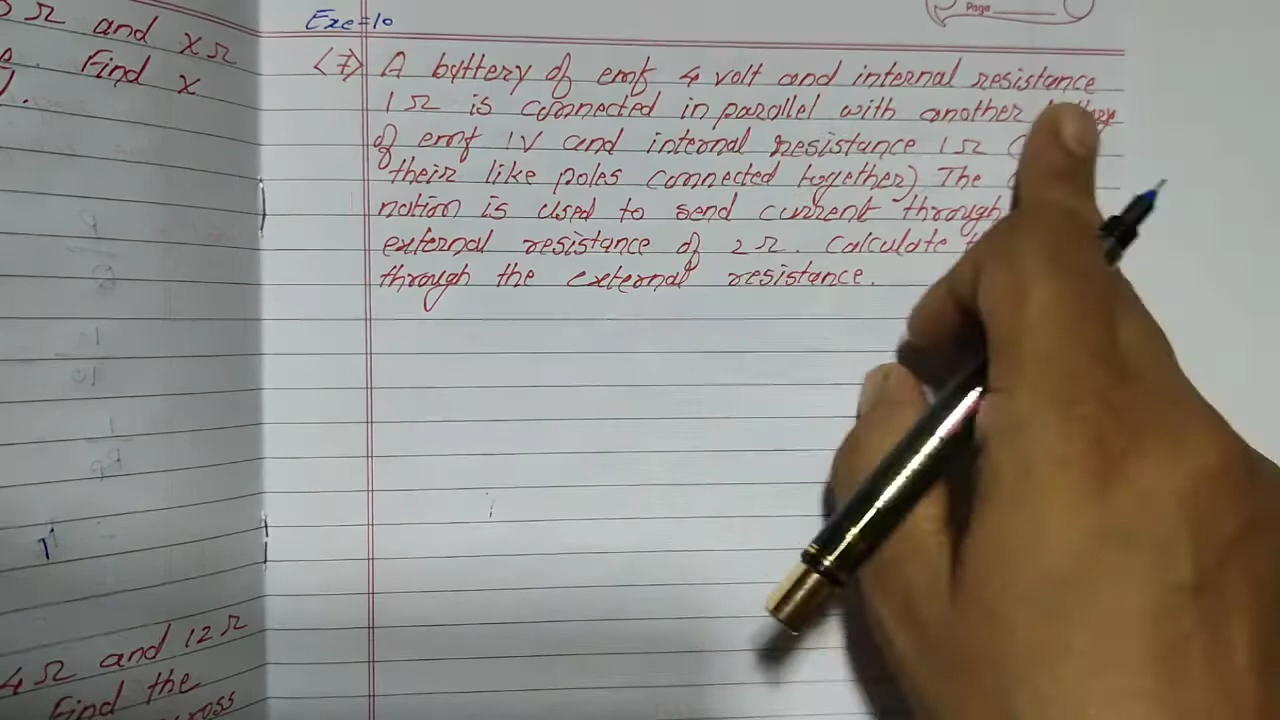 Ω and xΩ
Find x
Page
Exe=10
<7> A byttery of emf 4 volt and internal resistance
1Ω is connected in parallel with another
of emf 1V and internal resistance 1Ω (
their like poles connected together) The
nation is used to send current through
external resistance of 2Ω. Calculate
through the external resistance.
4Ω and 12Ω
Find the